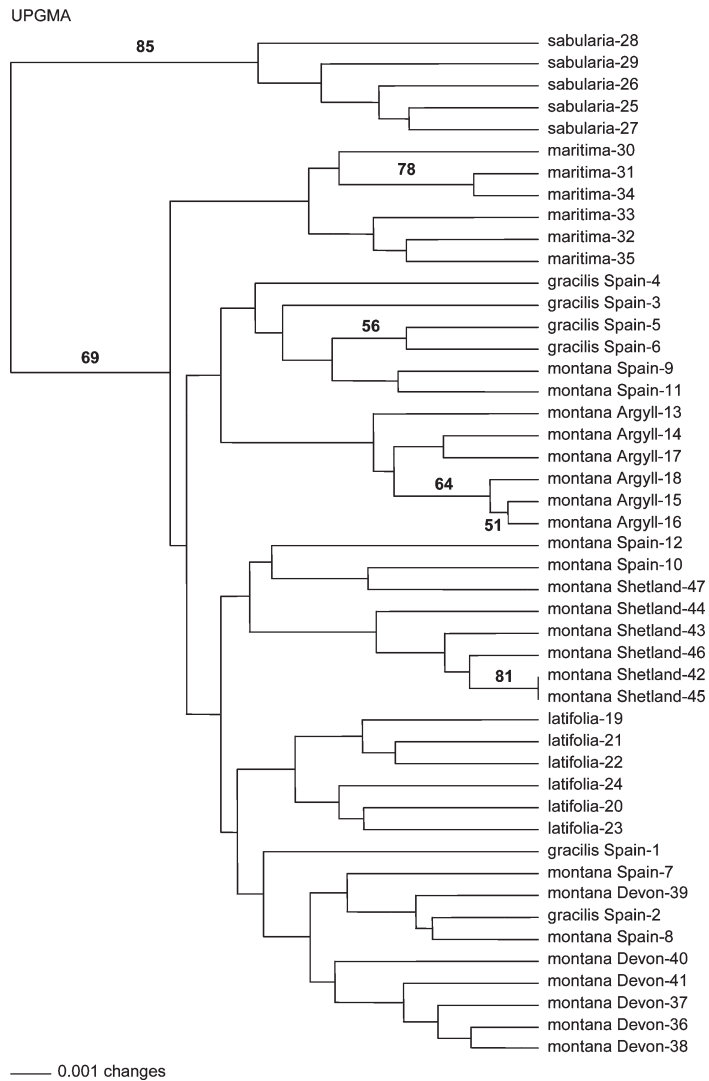 UPGMA
85
sabularia-28
sabularia-29
sabularia-26
sabularia-25
sabularia-27
maritima-30
78
maritima-31
maritima-34
maritima-33
maritima-32
maritima-35
gracilis Spain-4
gracilis Spain-3
56
gracilis Spain-5
gracilis Spain-6
69
montana Spain-9
montana Spain-11
montana Argyll-13
montana Argyll-14
montana Argyll-17
64
montana Argyll-18
montana Argyll-15
51
montana Argyll-16
montana Spain-12
montana Spain-10
montana Shetland-47
montana Shetland-44
montana Shetland-43
montana Shetland-46
81
montana Shetland-42
montana Shetland-45
latifolia-19
latifolia-21
latifolia-22
latifolia-24
latifolia-20
latifolia-23
gracilis Spain-1
montana Spain-7
montana Devon-39
gracilis Spain-2
montana Spain-8
montana Devon-40
montana Devon-41
montana Devon-37
montana Devon-36
montana Devon-38
0.001 changes